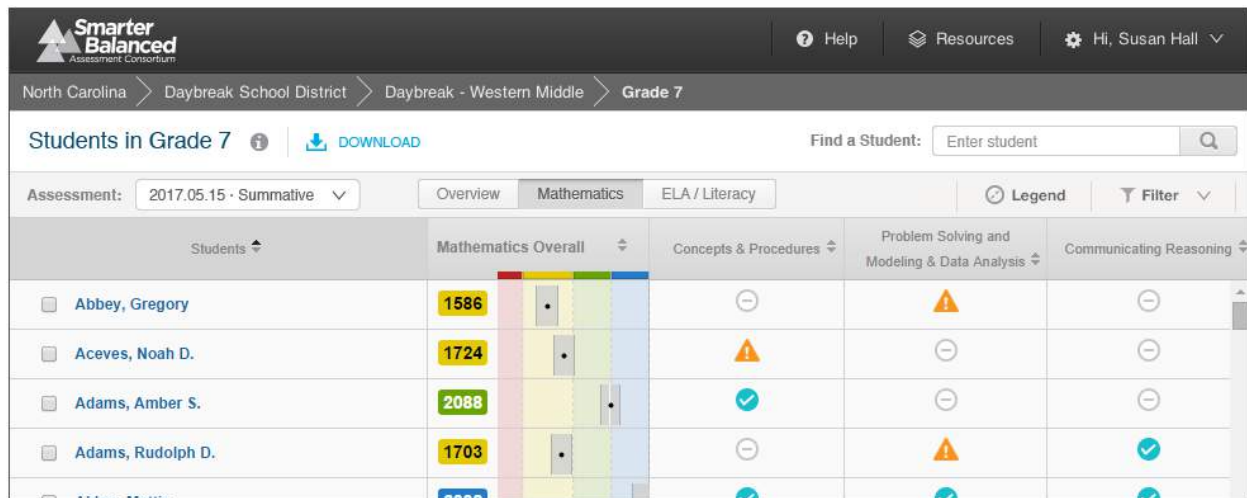 Smarter
Balanced
Assessment Consortium
Help
Resources
Hi, Susan Hall
North Carolina
Daybreak School District
Daybreak - Western Middle
Grade 7
Students in Grade 7
DOWNLOAD
Find a Student:
Enter student
Assessment:
2017.05.15 · Summative
Overview
Mathematics
ELA / Literacy
Legend
Filter
Students
Mathematics Overall
Concepts & Procedures
Problem Solving and
Modeling & Data Analysis
Communicating Reasoning
Abbey, Gregory
1586
Aceves, Noah D.
1724
Adams, Amber S.
2088
Adams, Rudolph D.
1703